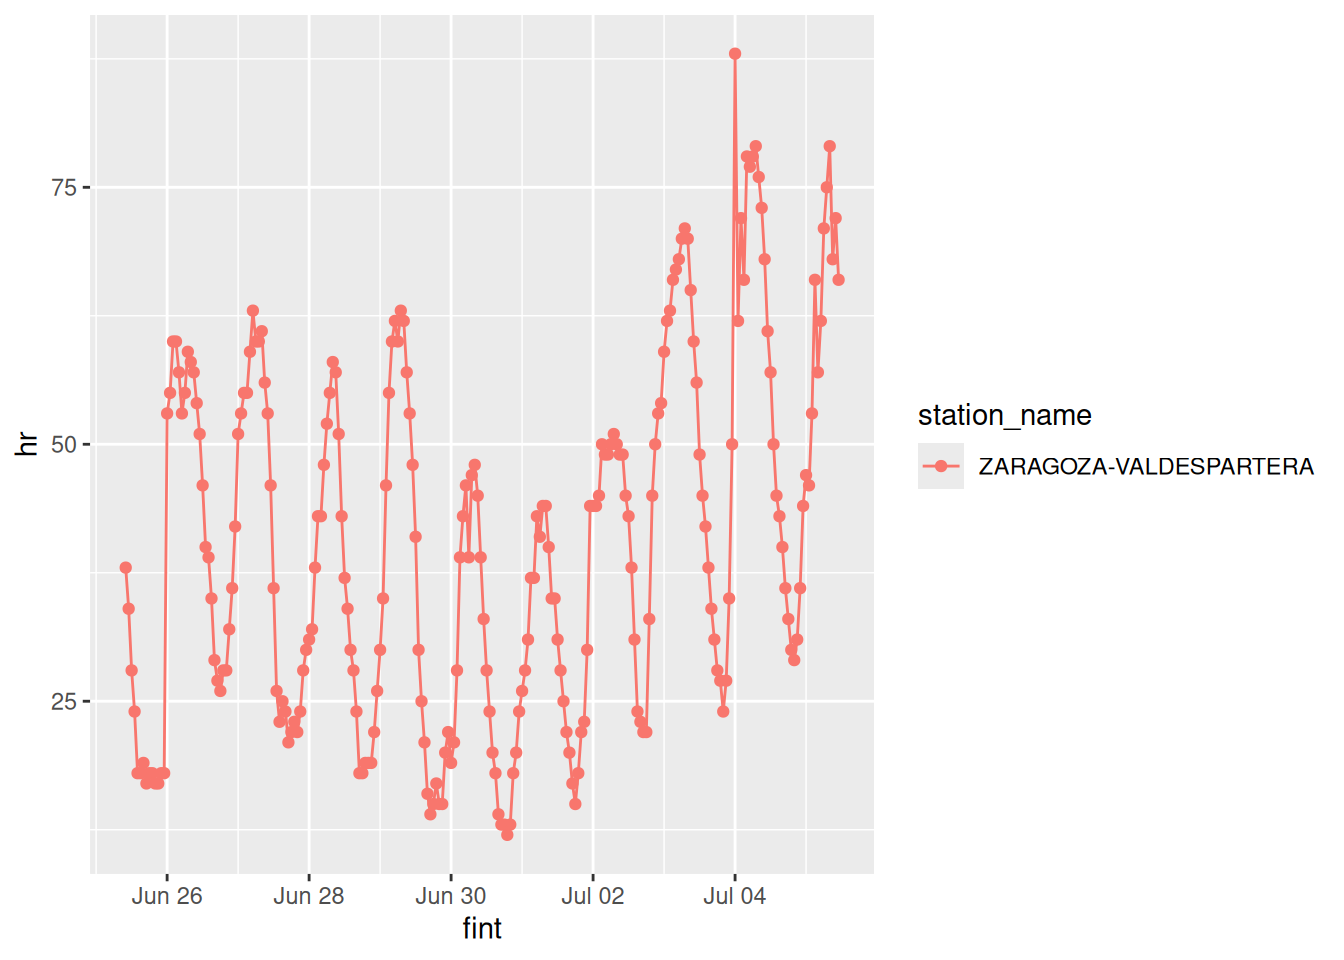 75
50
25
hr
Jun 26
Jun 28
Jun 30
Jul 02
Jul 04
fint
station_name
ZARAGOZA-VALDESPARTERA